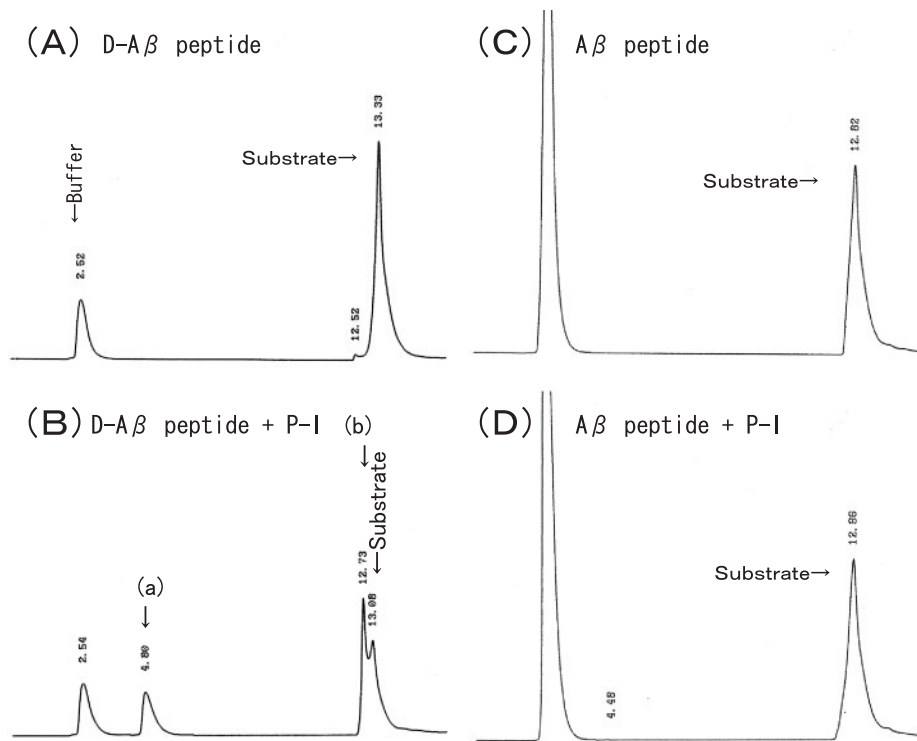 (A) D-Aβ peptide
←Buffer
2.52
Substrate→
12.52
13.33
(C) Aβ peptide
Substrate→
12.82
(B) D-Aβ peptide + P-I (b)
↓
←Substrate
(a)
↓
2.54
4.80
12.73
13.08
(D) Aβ peptide + P-I
Substrate→
4.48
12.86